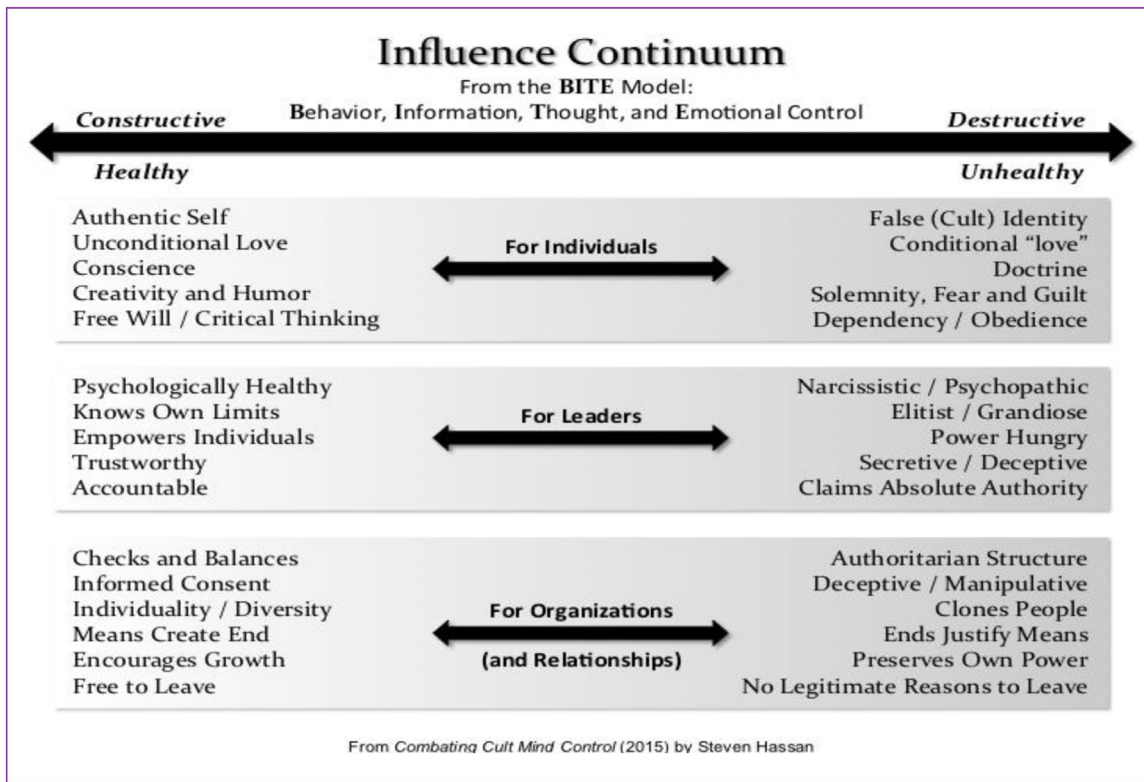 Influence Continuum
From the BITE Model:
Behavior, Information, Thought, and Emotional Control
Constructive
Destructive
Healthy
Unhealthy
Authentic Self
Unconditional Love
Conscience
Creativity and Humor
Free Will / Critical Thinking
For Individuals
False (Cult) Identity
Conditional “love”
Doctrine
Solemnity, Fear and Guilt
Dependency / Obedience
Psychologically Healthy
Knows Own Limits
Empowers Individuals
Trustworthy
Accountable
For Leaders
Narcissistic / Psychopathic
Elitist / Grandiose
Power Hungry
Secretive / Deceptive
Claims Absolute Authority
Checks and Balances
Informed Consent
Individuality / Diversity
Means Create End
Encourages Growth
Free to Leave
For Organizations
(and Relationships)
Authoritarian Structure
Deceptive / Manipulative
Clones People
Ends Justify Means
Preserves Own Power
No Legitimate Reasons to Leave
From Combating Cult Mind Control (2015) by Steven Hassan